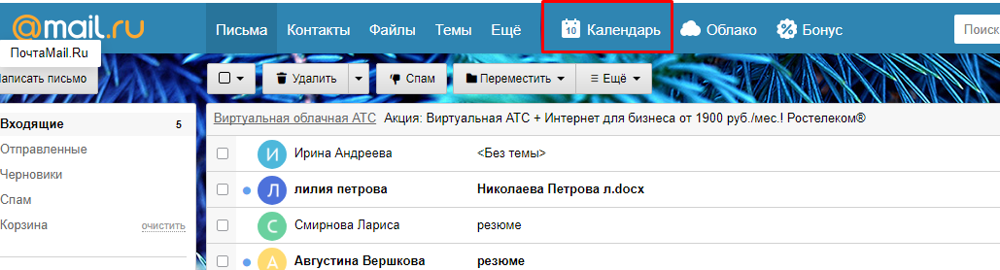 @mail.ru Письма Контакты Файлы Темы Ещё 10 Календарь Облако Бонус Поиск
ПочтаMail.Ru
Написать письмо Удалить Спам Переместить Ещё
Входящие 5
Отправленные
Черновики
Спам
Корзина очистить
Виртуальная облачная АТС Акция: Виртуальная АТС + Интернет для бизнеса от 1900 руб./мес.! Ростелеком®
И Ирина Андреева <Без темы>
Л лилия петрова Николаева Петрова л.docx
С Смирнова Лариса резюме
А Августина Вершкова резюме